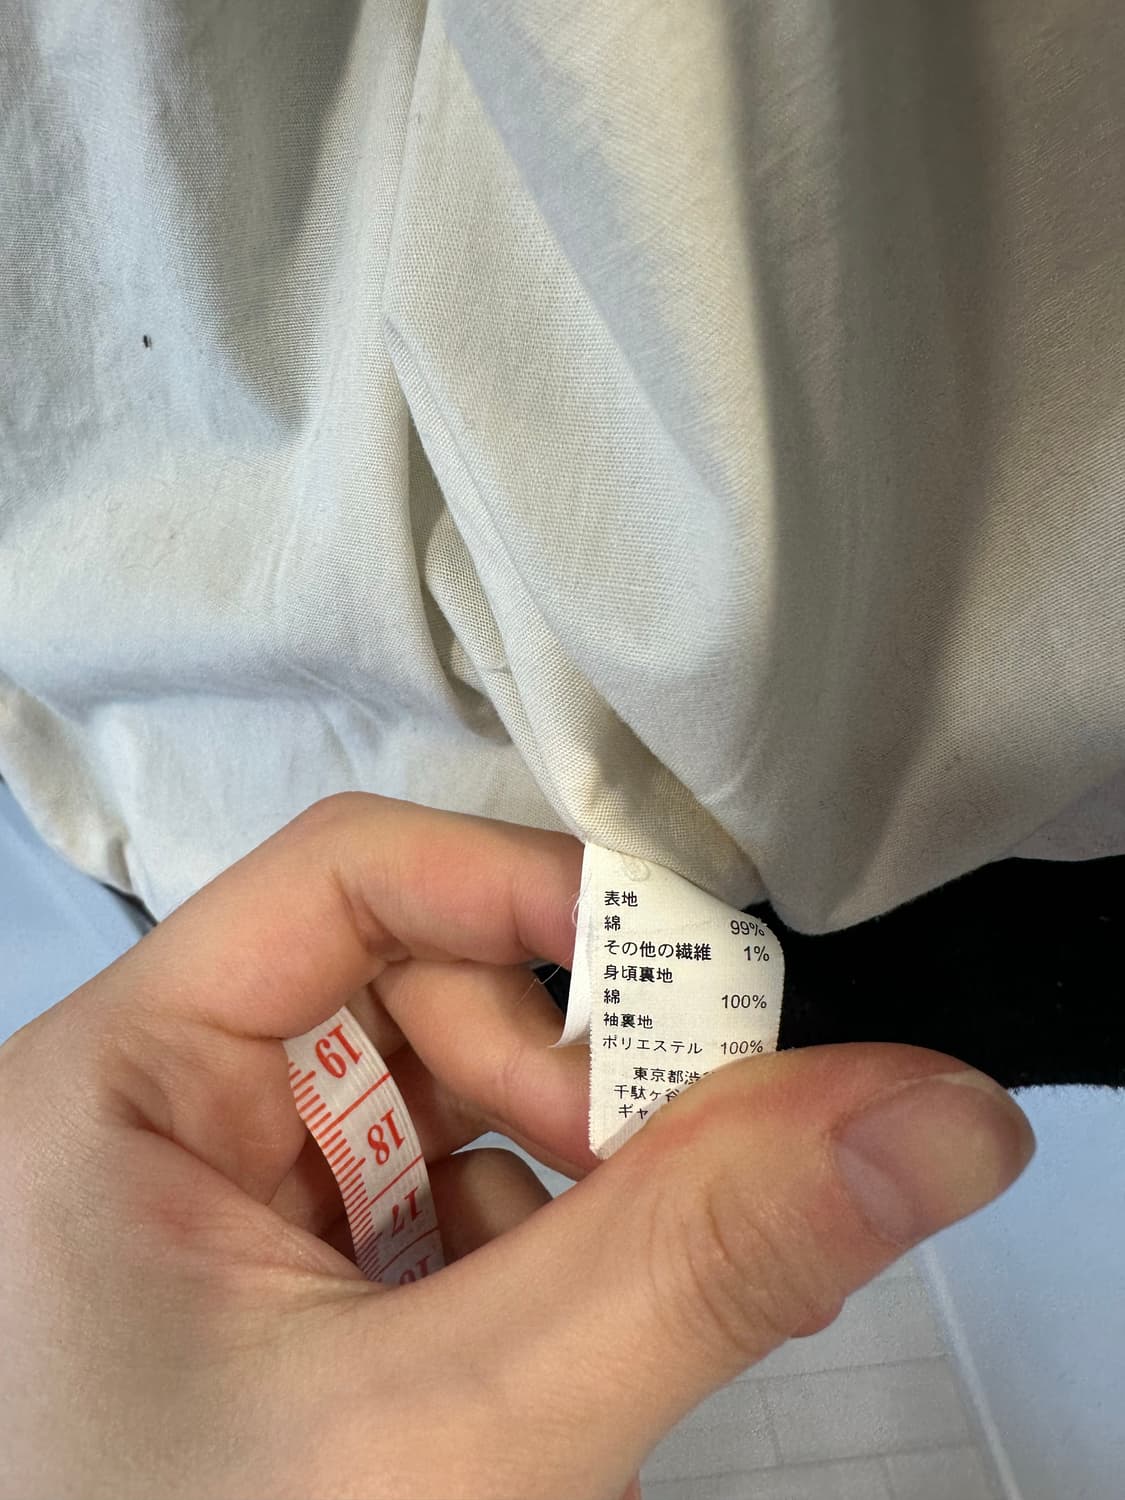 表地
綿 99%
その他の繊維 1%
身頃裏地
綿 100%
袖裏地
ポリエステル 100%
東京都渋
千駄ヶ谷
ギャ
19
18
17